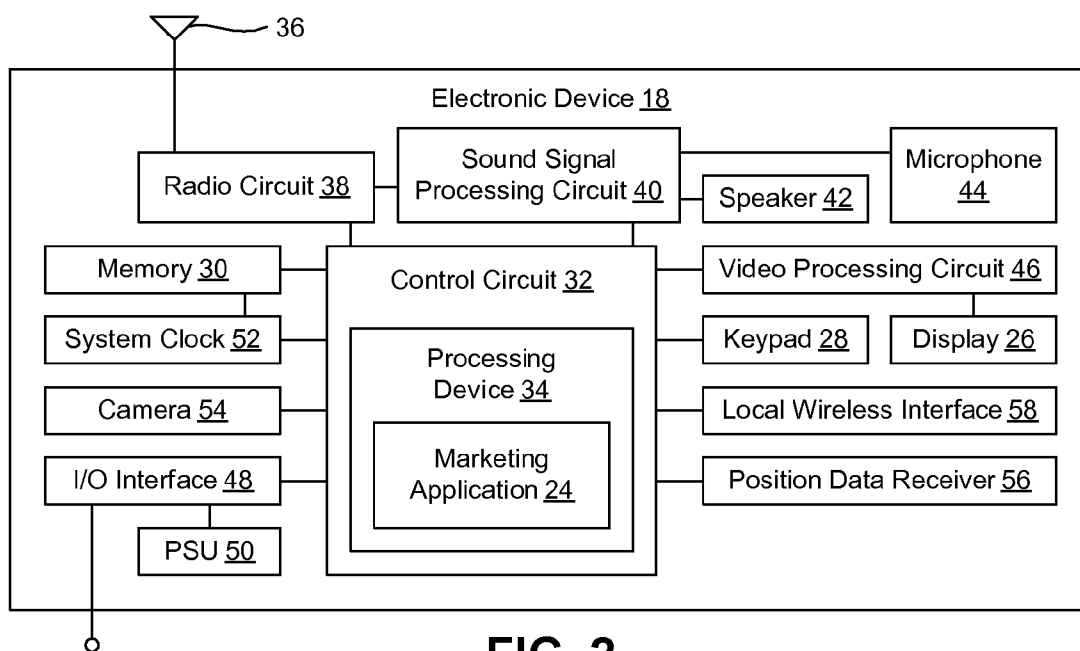 36
Electronic Device 18
Sound Signal
Processing Circuit 40
Microphone
44
Radio Circuit 38
Speaker 42
Memory 30
Control Circuit 32
Video Processing Circuit 46
System Clock 52
Processing
Device 34
Keypad 28
Display 26
Camera 54
Local Wireless Interface 58
Marketing
Application 24
I/O Interface 48
Position Data Receiver 56
PSU 50